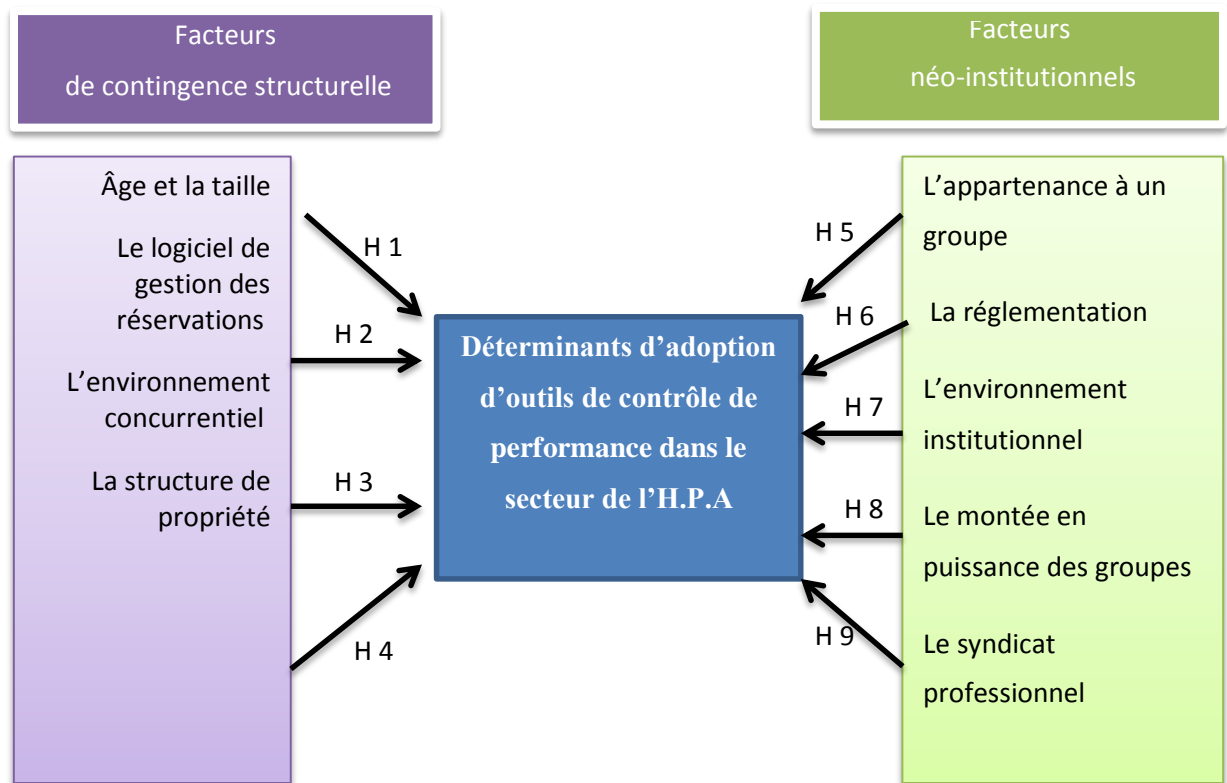 Facteurs
de contingence structurelle
Facteurs
néo-institutionnels
Âge et la taille
Le logiciel de
gestion des
réservations
L’environnement
concurrentiel
La structure de
propriété
H 1
H 2
H 3
H 4
Déterminants d’adoption
d’outils de contrôle de
performance dans le
secteur de l’H.P.A
H 5
H 6
H 7
H 8
H 9
L’appartenance à un
groupe
La réglementation
L’environnement
institutionnel
Le montée en
puissance des groupes
Le syndicat
professionnel